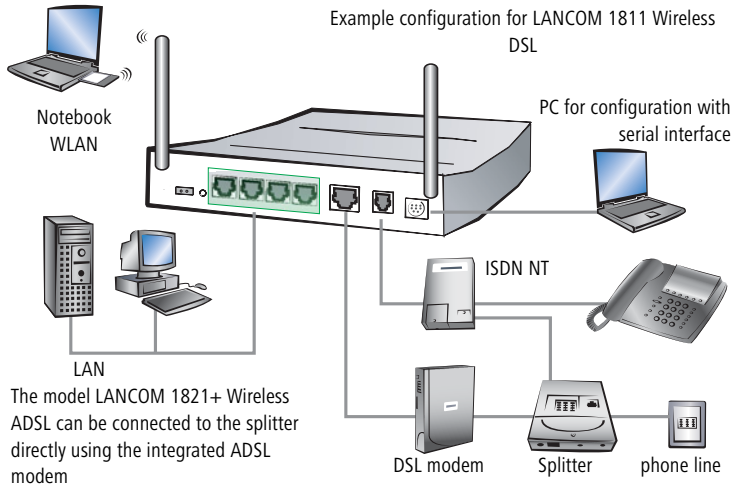 Example configuration for LANCOM 1811 Wireless
DSL
Notebook
WLAN
PC for configuration with
serial interface
ISDN NT
LAN
The model LANCOM 1821+ Wireless
ADSL can be connected to the splitter
directly using the integrated ADSL
modem
DSL modem
Splitter
phone line